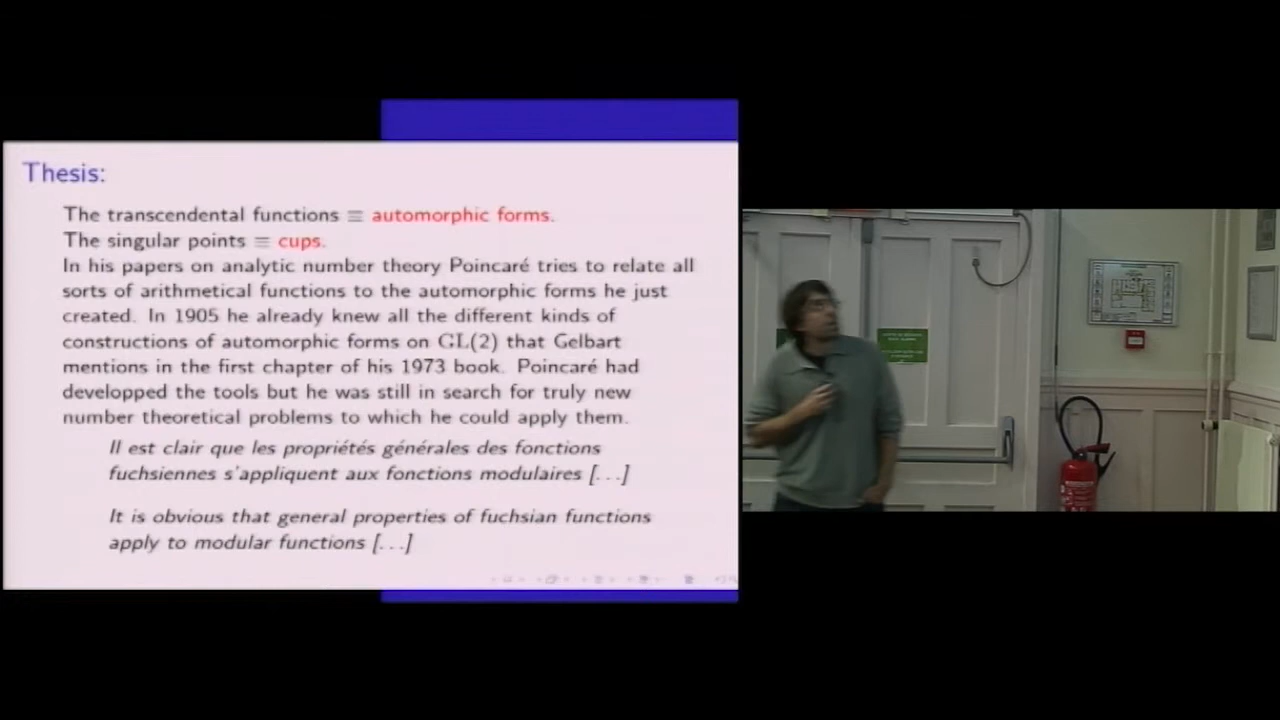 Thesis:
The transcendental functions ≡ automorphic forms.
The singular points ≡ cups.
In his papers on analytic number theory Poincaré tries to relate all
sorts of arithmetical functions to the automorphic forms he just
created. In 1905 he already knew all the different kinds of
constructions of automorphic forms on GL(2) that Gelbart
mentions in the first chapter of his 1973 book. Poincaré had
developped the tools but he was still in search for truly new
number theoretical problems to which he could apply them.
Il est clair que les propriétés générales des fonctions
fuchsiennes s'appliquent aux fonctions modulaires [...]
It is obvious that general properties of fuchsian functions
apply to modular functions [...]